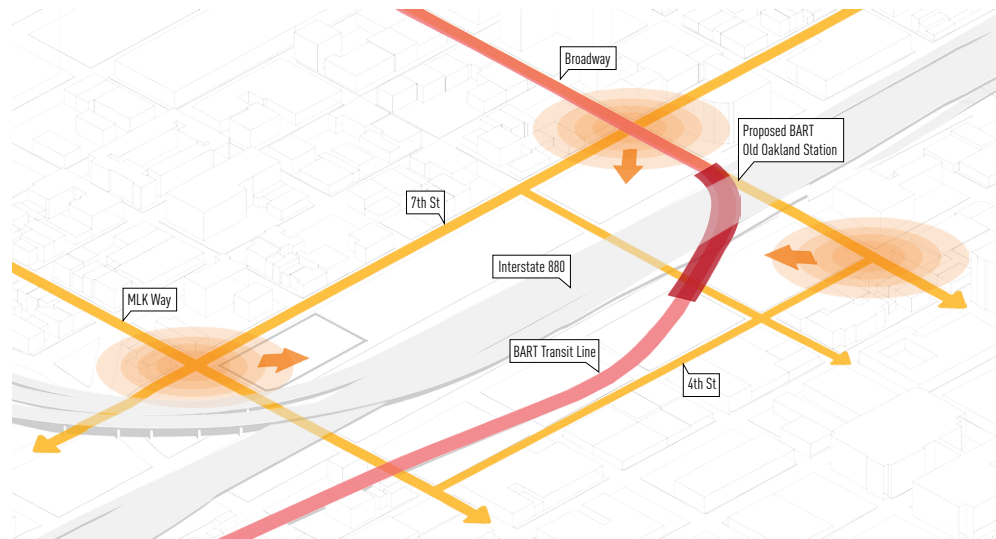 Broadway
Proposed BART
Old Oakland Station
7th St
Interstate 880
MLK Way
BART Transit Line
4th St